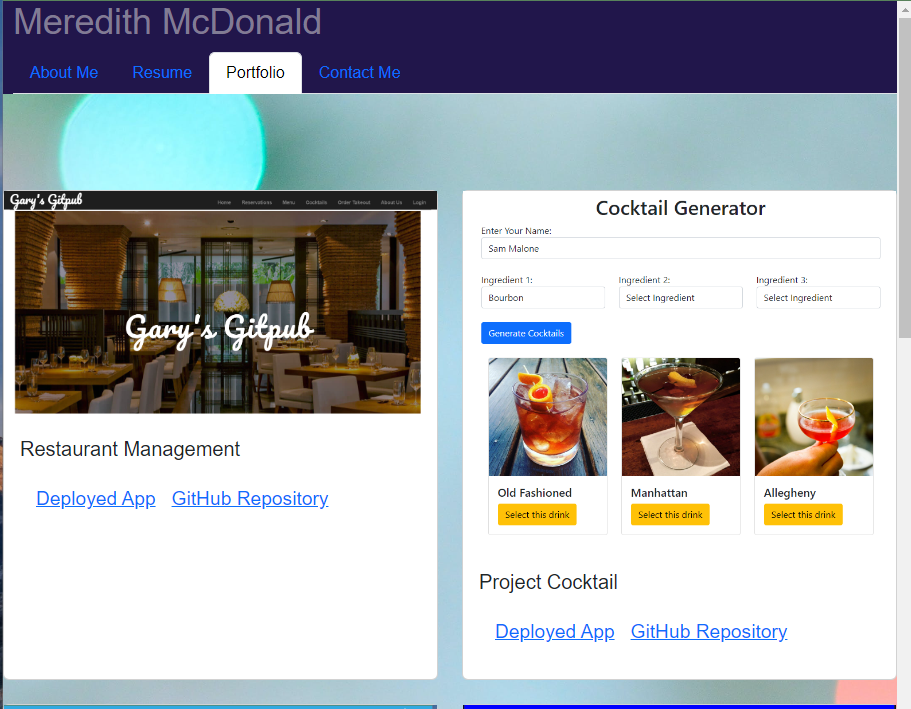 Meredith McDonald
About Me Resume Portfolio Contact Me
Gary's Gitpub
Home Reservations Menu Cocktails Order Takeout About Us Login
Gary's Gitpub
Restaurant Management
Deployed App GitHub Repository
Cocktail Generator
Enter Your Name:
Sam Malone
Ingredient 1: Ingredient 2: Ingredient 3:
Bourbon Select Ingredient Select Ingredient
Generate Cocktails
Old Fashioned Manhattan Allegheny
Select this drink Select this drink Select this drink
Project Cocktail
Deployed App GitHub Repository